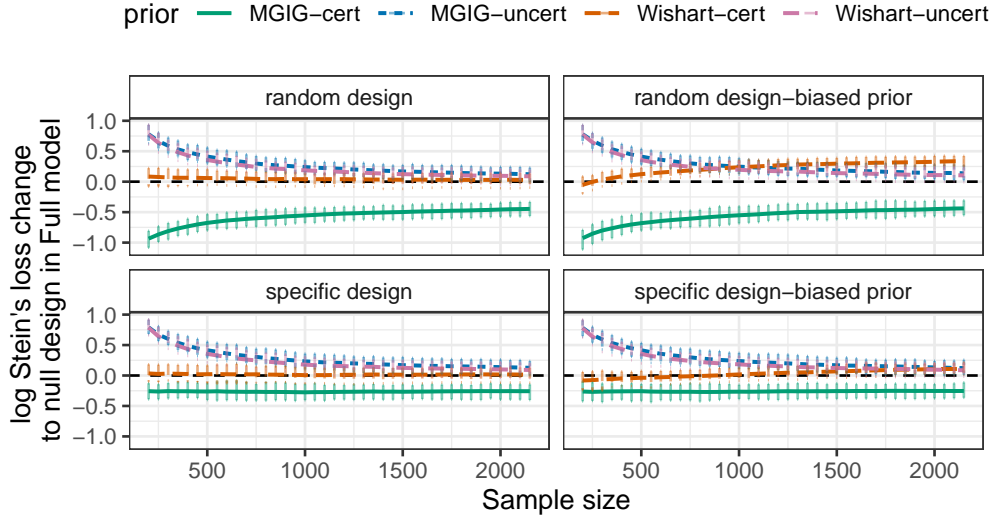 prior MGIG−cert MGIG−uncert Wishart−cert Wishart−uncert
log Stein's loss change
to null design in Full model
random design
random design−biased prior
1.0
0.5
0.0
−0.5
−1.0
specific design
specific design−biased prior
1.0
0.5
0.0
−0.5
−1.0
500 1000 1500 2000 500 1000 1500 2000
Sample size